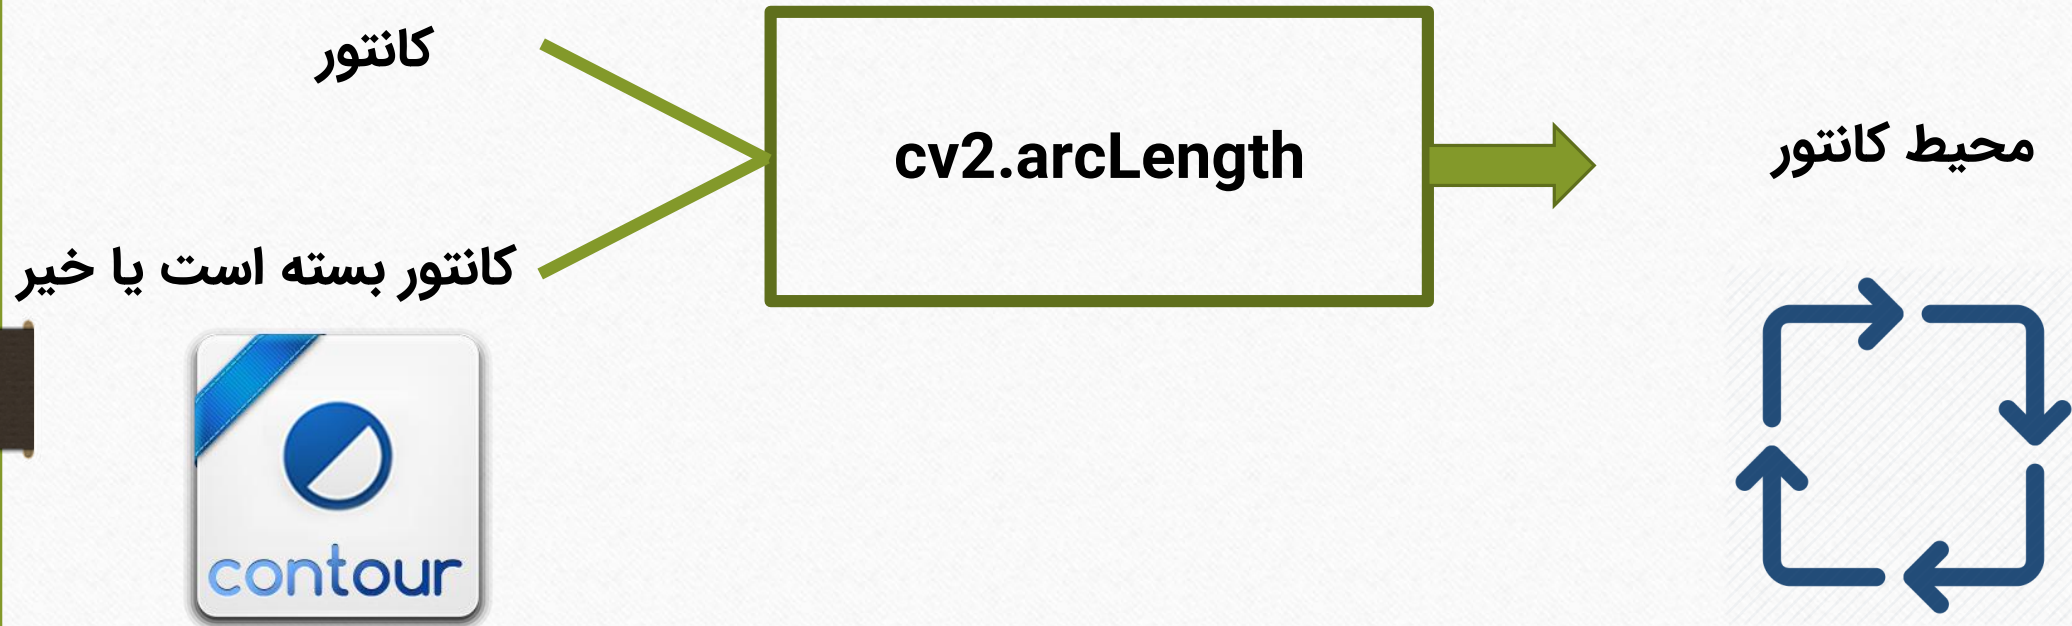 کانتور
کانتور بسته است یا خیر
cv2.arcLength
محیط کانتور
contour